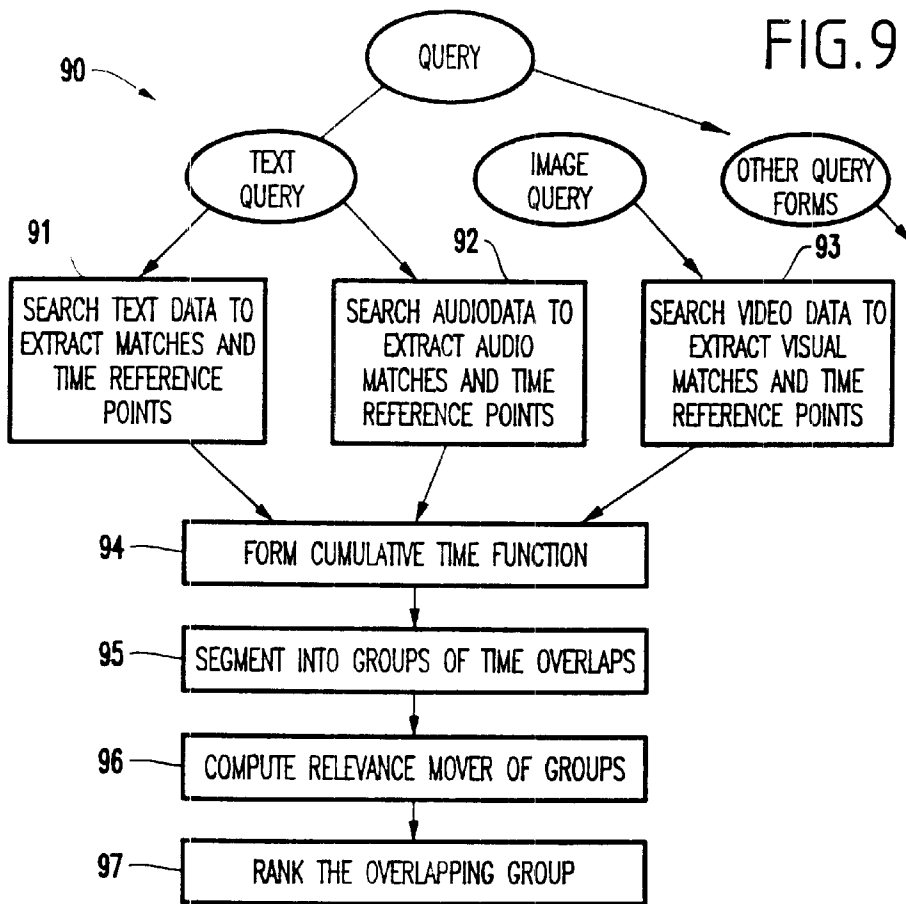 FIG.9
90
QUERY
TEXT
QUERY
IMAGE
QUERY
OTHER QUERY
FORMS
91
SEARCH TEXT DATA TO
EXTRACT MATCHES AND
TIME REFERENCE
POINTS
92
SEARCH AUDIODATA TO
EXTRACT AUDIO
MATCHES AND TIME
REFERENCE POINTS
93
SEARCH VIDEO DATA TO
EXTRACT VISUAL
MATCHES AND TIME
REFERENCE POINTS
94
FORM CUMULATIVE TIME FUNCTION
95
SEGMENT INTO GROUPS OF TIME OVERLAPS
96
COMPUTE RELEVANCE MOVER OF GROUPS
97
RANK THE OVERLAPPING GROUP